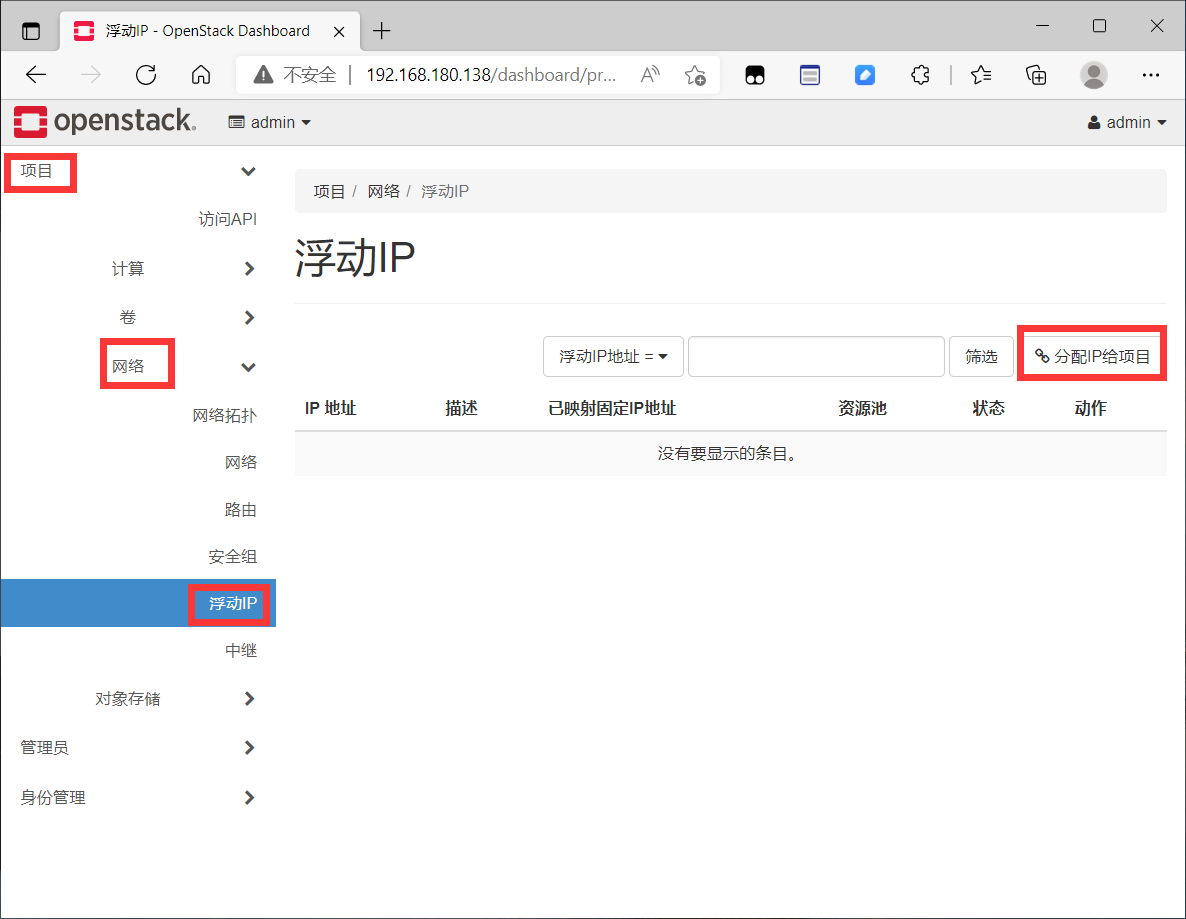 浮动IP - OpenStack Dashboard
不安全 192.168.180.138/dashboard/pr...
openstack. admin admin
项目
访问API
计算
卷
网络
网络拓扑
网络
路由
安全组
浮动IP
中继
对象存储
管理员
身份管理
项目 / 网络 / 浮动IP
浮动IP
浮动IP地址 = 筛选 分配IP给项目
IP 地址 描述 已映射固定IP地址 资源池 状态 动作
没有要显示的条目。